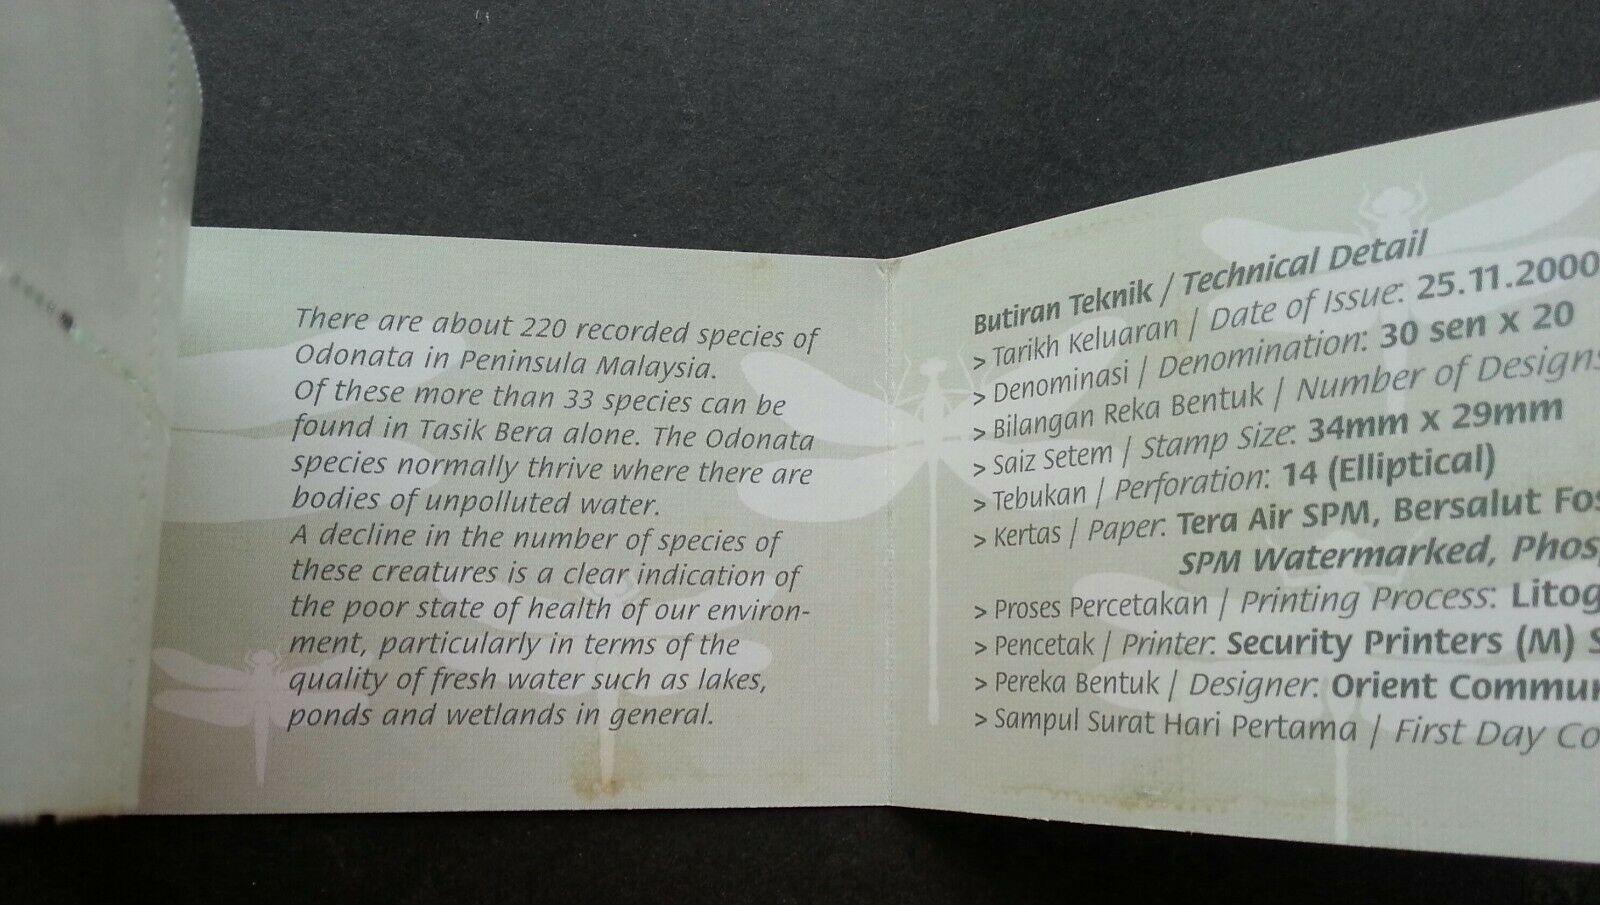 There are about 220 recorded species of
Odonata in Peninsula Malaysia.
Of these more than 33 species can be
found in Tasik Bera alone. The Odonata
species normally thrive where there are
bodies of unpolluted water.
A decline in the number of species of
these creatures is a clear indication of
the poor state of health of our environ-
ment, particularly in terms of the
quality of fresh water such as lakes,
ponds and wetlands in general.
Butiran Teknik / Technical Detail
> Tarikh Keluaran / Date of Issue: 25.11.2000
> Denominasi / Denomination: 30 sen x 20
> Bilangan Reka Bentuk / Number of Designs
> Saiz Setem / Stamp Size: 34mm x 29mm
> Tebukan / Perforation: 14 (Elliptical)
> Kertas / Paper: Tera Air SPM, Bersalut
SPM Watermarked,
> Proses Percetakan / Printing Process:
> Pencetak / Printer: Security Printers (M)
> Pereka Bentuk / Designer: Orient
> Sampul Surat Hari Pertama / First Day